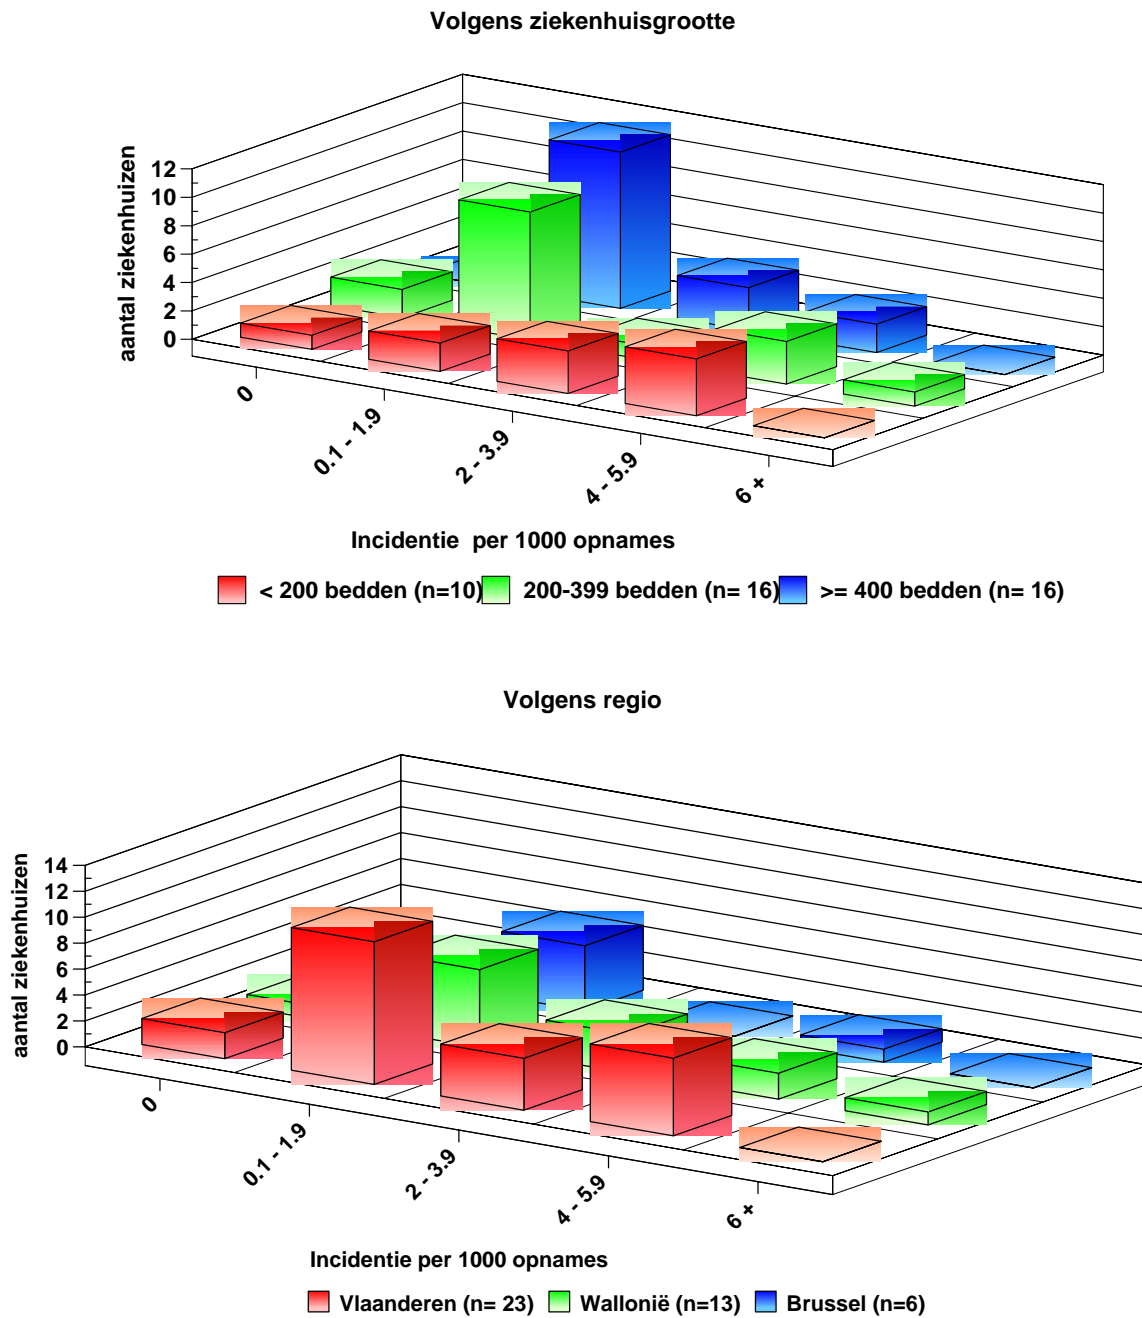 Volgens ziekenhuisgrootte
aantal ziekenhuizen
12
10
8
6
4
2
0
0
0.1 - 1.9
2 - 3.9
4 - 5.9
6 +
Incidentie per 1000 opnames
< 200 bedden (n=10) 200-399 bedden (n= 16) >= 400 bedden (n= 16)
Volgens regio
aantal ziekenhuizen
14
12
10
8
6
4
2
0
0
0.1 - 1.9
2 - 3.9
4 - 5.9
6 +
Incidentie per 1000 opnames
Vlaanderen (n= 23) Wallonië (n=13) Brussel (n=6)